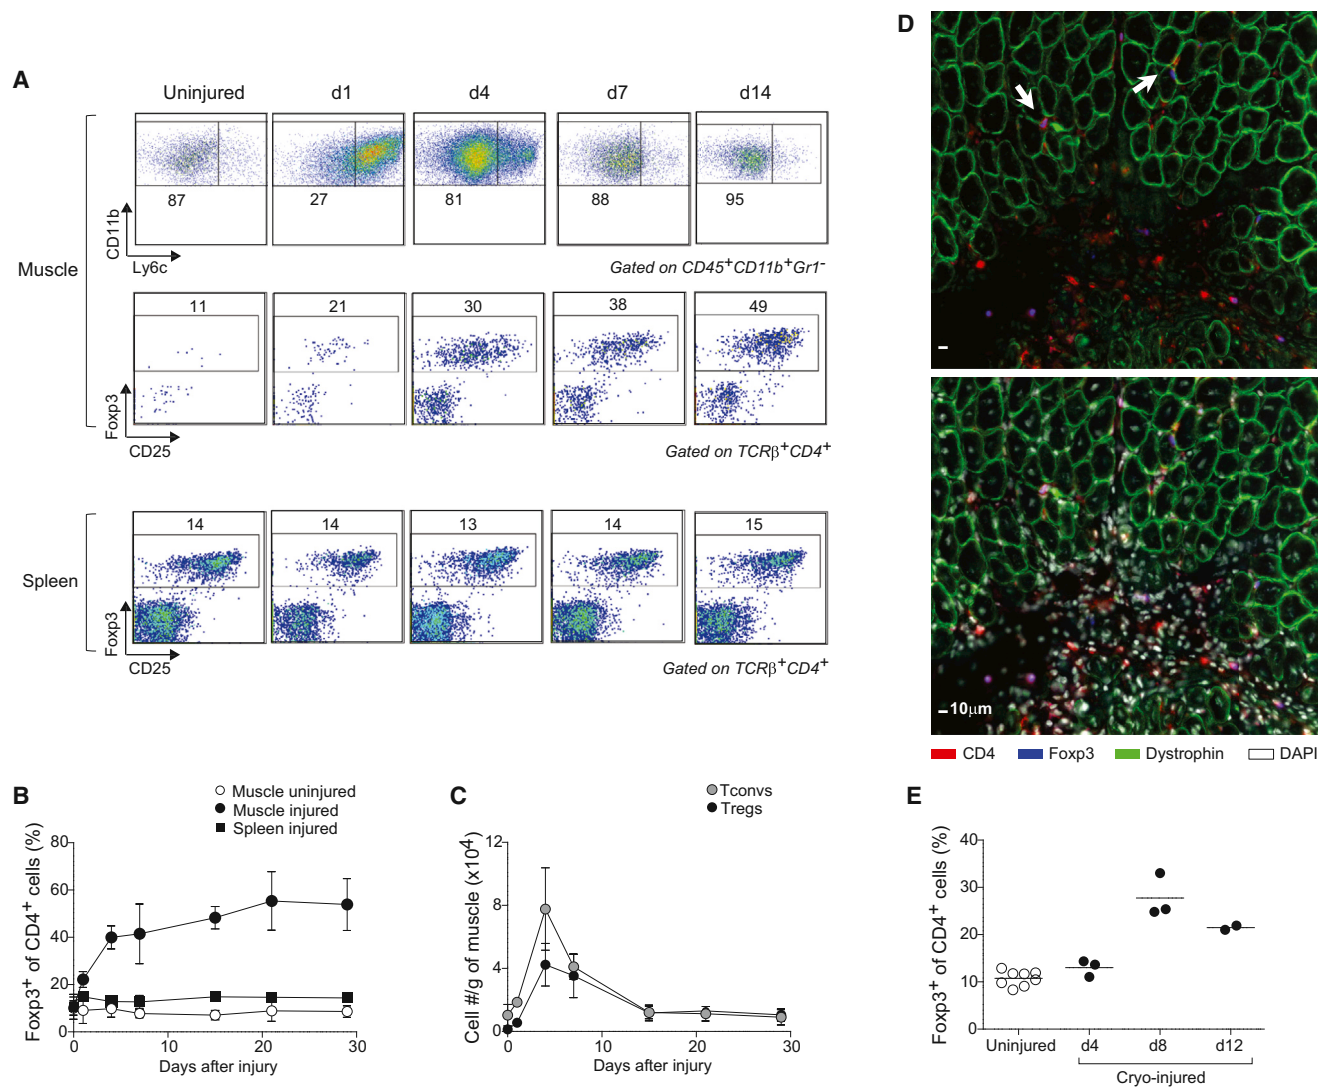 A
Uninjured d1 d4 d7 d14
Muscle
CD11b
87 27 81 88 95
Ly6c
Gated on CD45⁺CD11b⁺Gr1⁻
11 21 30 38 49
Foxp3
CD25
Gated on TCRβ⁺CD4⁺
Spleen
14 14 13 14 15
Foxp3
CD25
Gated on TCRβ⁺CD4⁺
D
10μm
CD4 Foxp3 Dystrophin DAPI
B
Muscle uninjured
Muscle injured
Spleen injured
Foxp3⁺ of CD4⁺ cells (%)
80
60
40
20
0
0 10 20 30
Days after injury
C
Tconvs
Tregs
Cell #/g of muscle (x10⁴)
12
8
4
0
0 10 20 30
Days after injury
E
Foxp3⁺ of CD4⁺ cells (%)
40
30
20
10
0
Uninjured d4 d8 d12
Cryo-injured